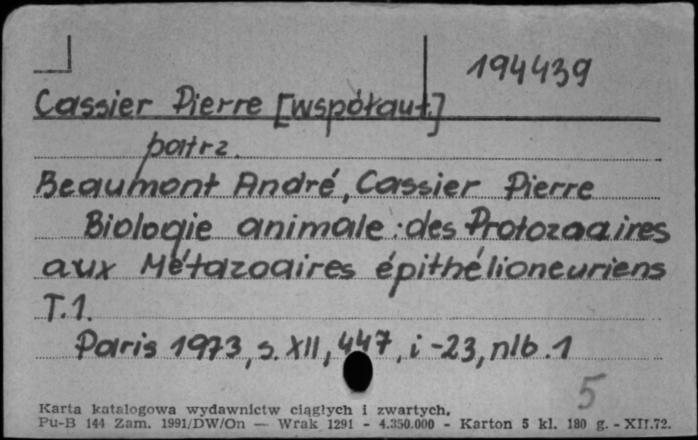 194439
Cassier Pierre [współaut.]
patrz.
Beaumont André, Cassier Pierre
Biologie animale : des Protozoaires
aux Métazoaires épithélioneuriens
T.1.
Paris 1973, s. XII, 447, i -23, nlb. 1
5
Karta katalogowa wydawnictw ciągłych i zwartych,
Pu-B 144 Zam. 1991/DW/On — Wrak 1291 - 4.350.000 - Karton 5 kl. 180 g. - XII.72.